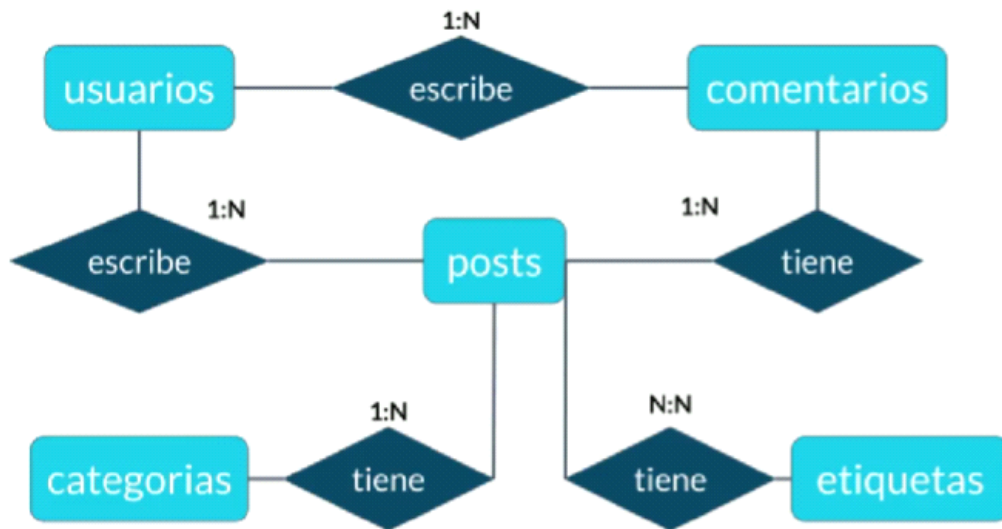 1:N
usuarios
escribe
comentarios
1:N
1:N
escribe
posts
tiene
1:N
N:N
categorias
tiene
tiene
etiquetas